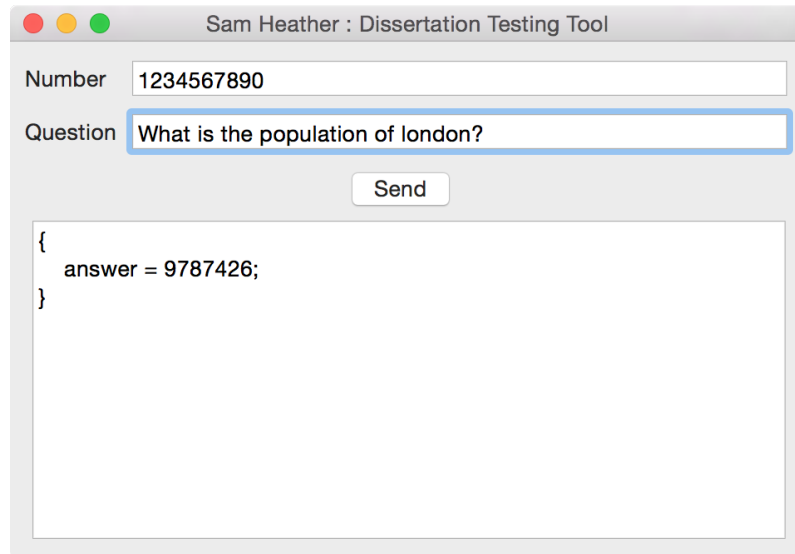 Sam Heather : Dissertation Testing Tool
Number 1234567890
Question What is the population of london?
Send
{
answer = 9787426;
}